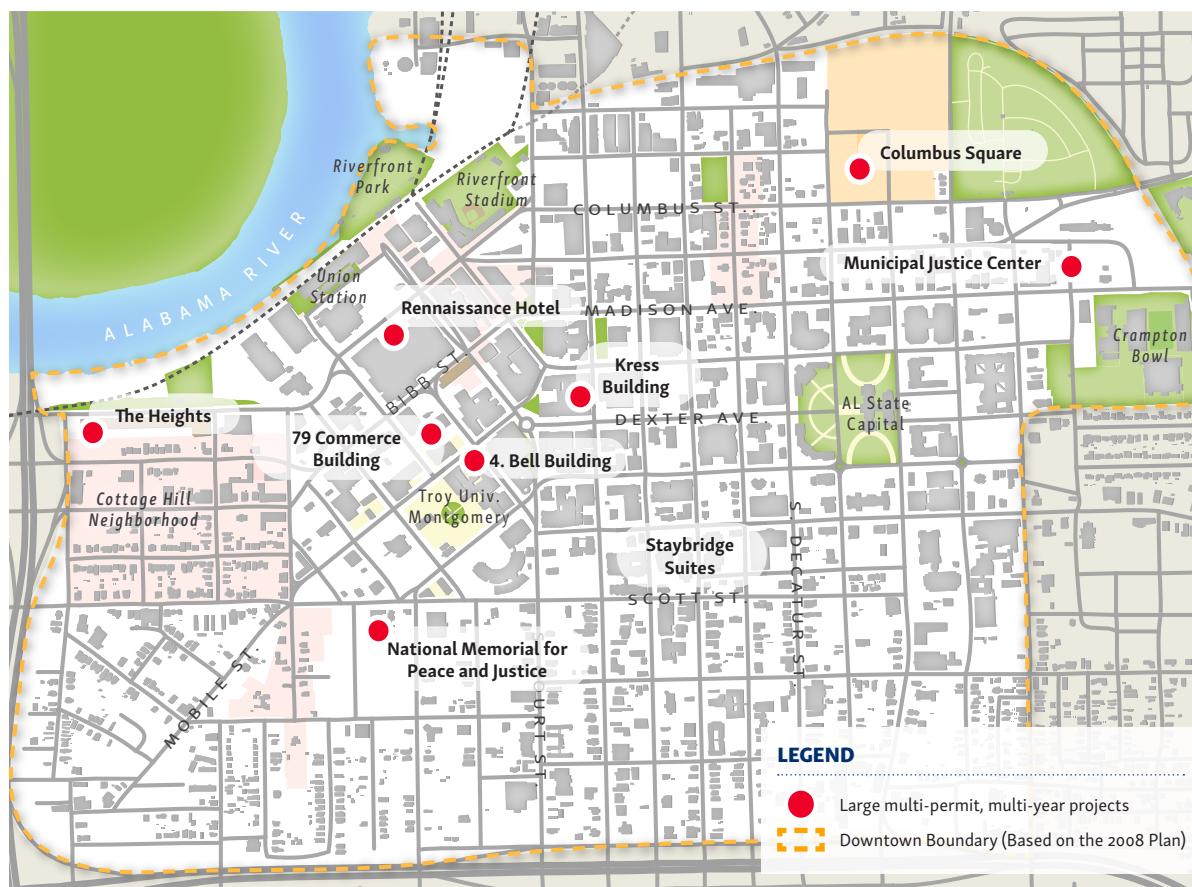 Riverfront
Park
Riverfront
Stadium
Columbus Square
COLUMBUS ST..
ALABAMA RIVER
Union
Station
Municipal Justice Center
Rennaissance Hotel
MADISON AVE.
Crampton
Bowl
Kress
Building
BIBB ST.
The Heights
DEXTER AVE.
AL State
Capital
79 Commerce
Building
4. Bell Building
Cottage Hill
Neighborhood
Troy Univ.
Montgomery
S. DECATUR ST.
Staybridge
Suites
SCOTT ST.
National Memorial for
Peace and Justice
MOBILE ST.
S COURT ST.
LEGEND
Large multi-permit, multi-year projects
Downtown Boundary (Based on the 2008 Plan)